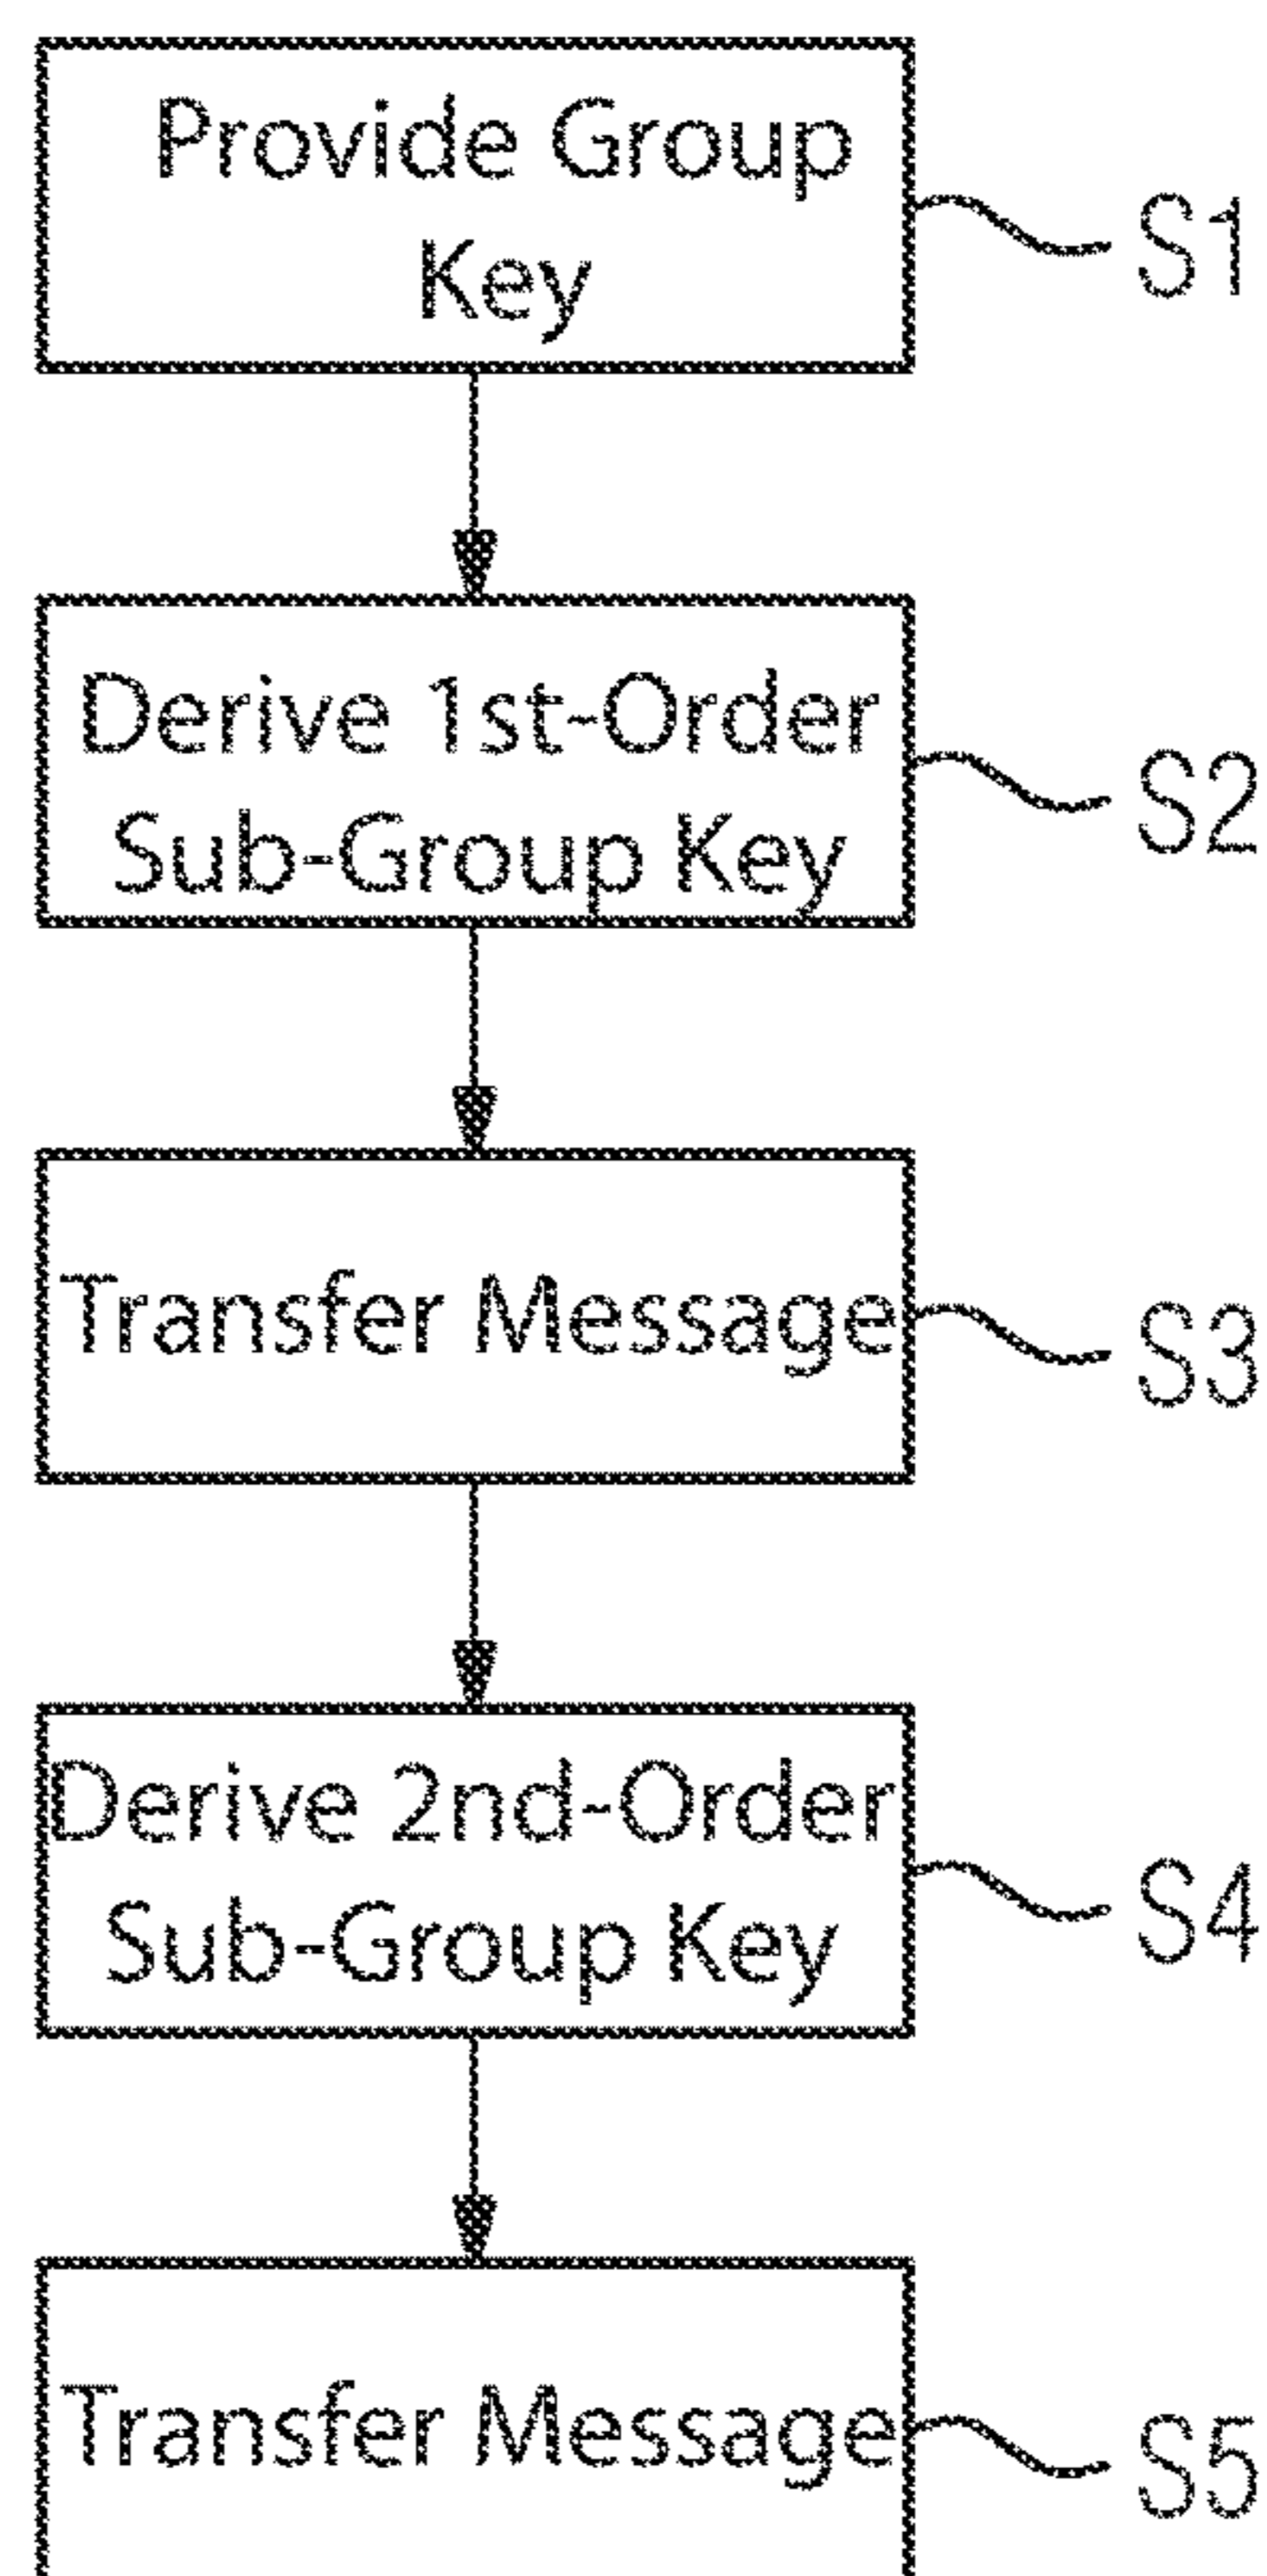 Provide Group
Key
S1
Derive 1st-Order
Sub-Group Key
S2
Transfer Message
S3
Derive 2nd-Order
Sub-Group Key
S4
Transfer Message
S5